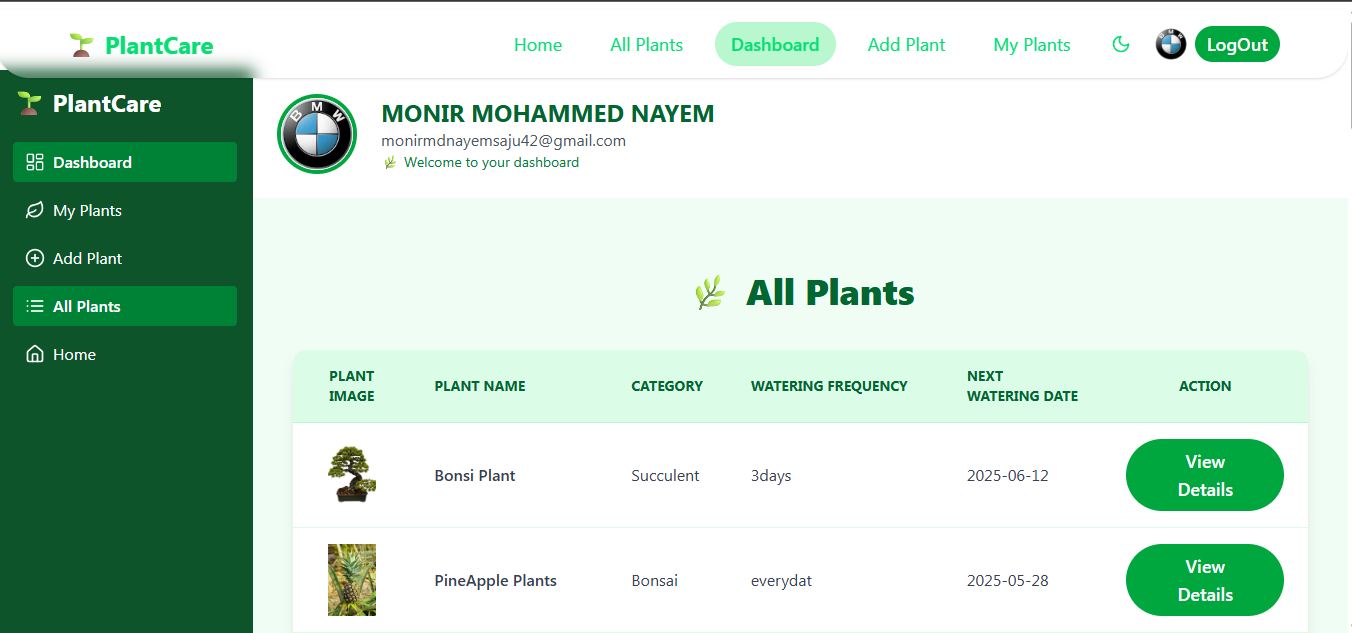 PlantCare
Home All Plants Dashboard Add Plant My Plants LogOut
PlantCare
Dashboard
My Plants
Add Plant
All Plants
Home
BMW
MONIR MOHAMMED NAYEM
monirmdnayemsaju42@gmail.com
Welcome to your dashboard
All Plants
PLANT IMAGE PLANT NAME CATEGORY WATERING FREQUENCY NEXT WATERING DATE ACTION
Bonsi Plant Succulent 3days 2025-06-12 View Details
PineApple Plants Bonsai everydat 2025-05-28 View Details